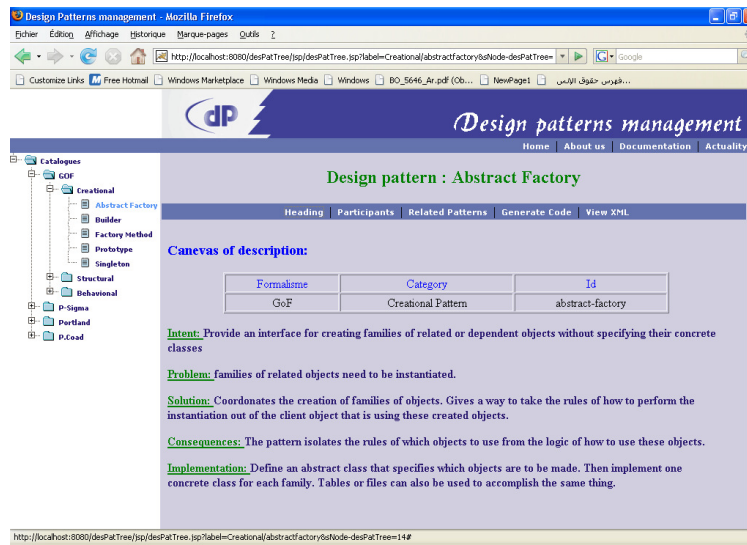 Design Patterns management - Mozilla Firefox
Fichier Édition Affichage Historique Marque-pages Outils ?
http://localhost:8080/desPatTree/jsp/desPatTree.jsp?label=Creational/abstractfactory&sNode-desPatTree= Google
Customize Links Free Hotmail Windows Marketplace Windows Media Windows BO_5646_Ar.pdf (Ob... NewPage1 فهرس حقوق الإنس...
dP Design patterns management
Home About us Documentation Actuality
Catalogues
GOF
Creational
Abstract Factory
Builder
Factory Method
Prototype
Singleton
Structural
Behavioral
P-Sigma
Portland
P.Coad
Design pattern : Abstract Factory
Heading Participants Related Patterns Generate Code View XML
Canevas of description:
Formalisme Category Id
GoF Creational Pattern abstract-factory
Intent: Provide an interface for creating families of related or dependent objects without specifying their concrete
classes
Problem: families of related objects need to be instantiated.
Solution: Coordonates the creation of families of objects. Gives a way to take the rules of how to perform the
instantiation out of the client object that is using these created objects.
Consequences: The pattern isolates the rules of which objects to use from the logic of how to use these objects.
Implementation: Define an abstract class that specifies which objects are to be made. Then implement one
concrete class for each family. Tables or files can also be used to accomplish the same thing.
http://localhost:8080/desPatTree/jsp/desPatTree.jsp?label=Creational/abstractfactory&sNode-desPatTree=14#